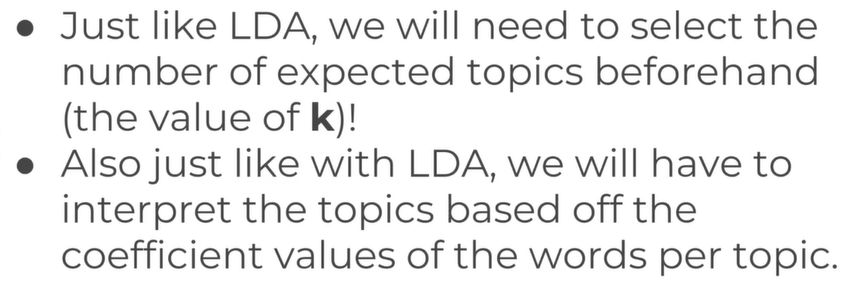 ● Just like LDA, we will need to select the
number of expected topics beforehand
(the value of k)!
● Also just like with LDA, we will have to
interpret the topics based off the
coefficient values of the words per topic.